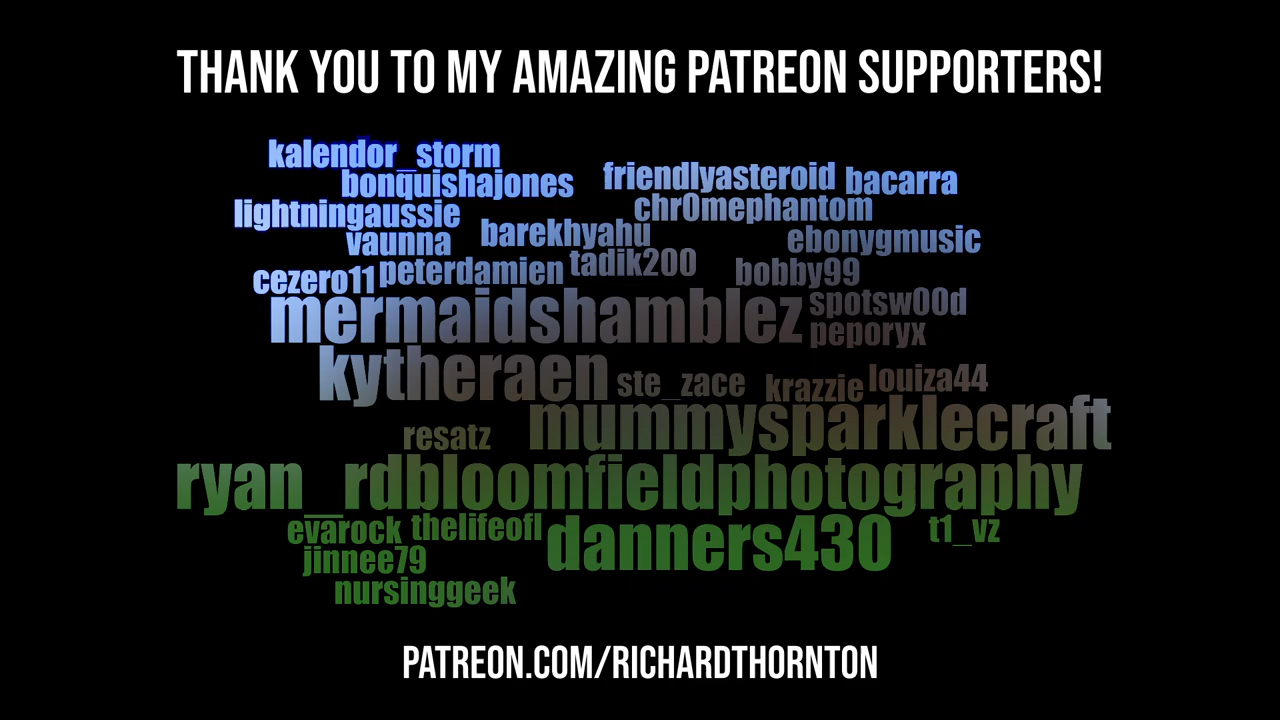 THANK YOU TO MY AMAZING PATREON SUPPORTERS!
kalendor_storm
bonquishajones friendlyasteroid bacarra
lightningaussie chr0mephantom
vaunna barekhyahu ebonygmusic
cezero11 peterdamien tadik200 bobby99
mermaidshamblez spotsw00d
peporyx
kytheraen ste_zace krazzie louiza44
resatz mummysparklecraft
ryan_rdbloomfieldphotography
evarock thelifeofl danners430 t1_vz
jinnee79
nursinggeek
PATREON.COM/RICHARDTHORNTON